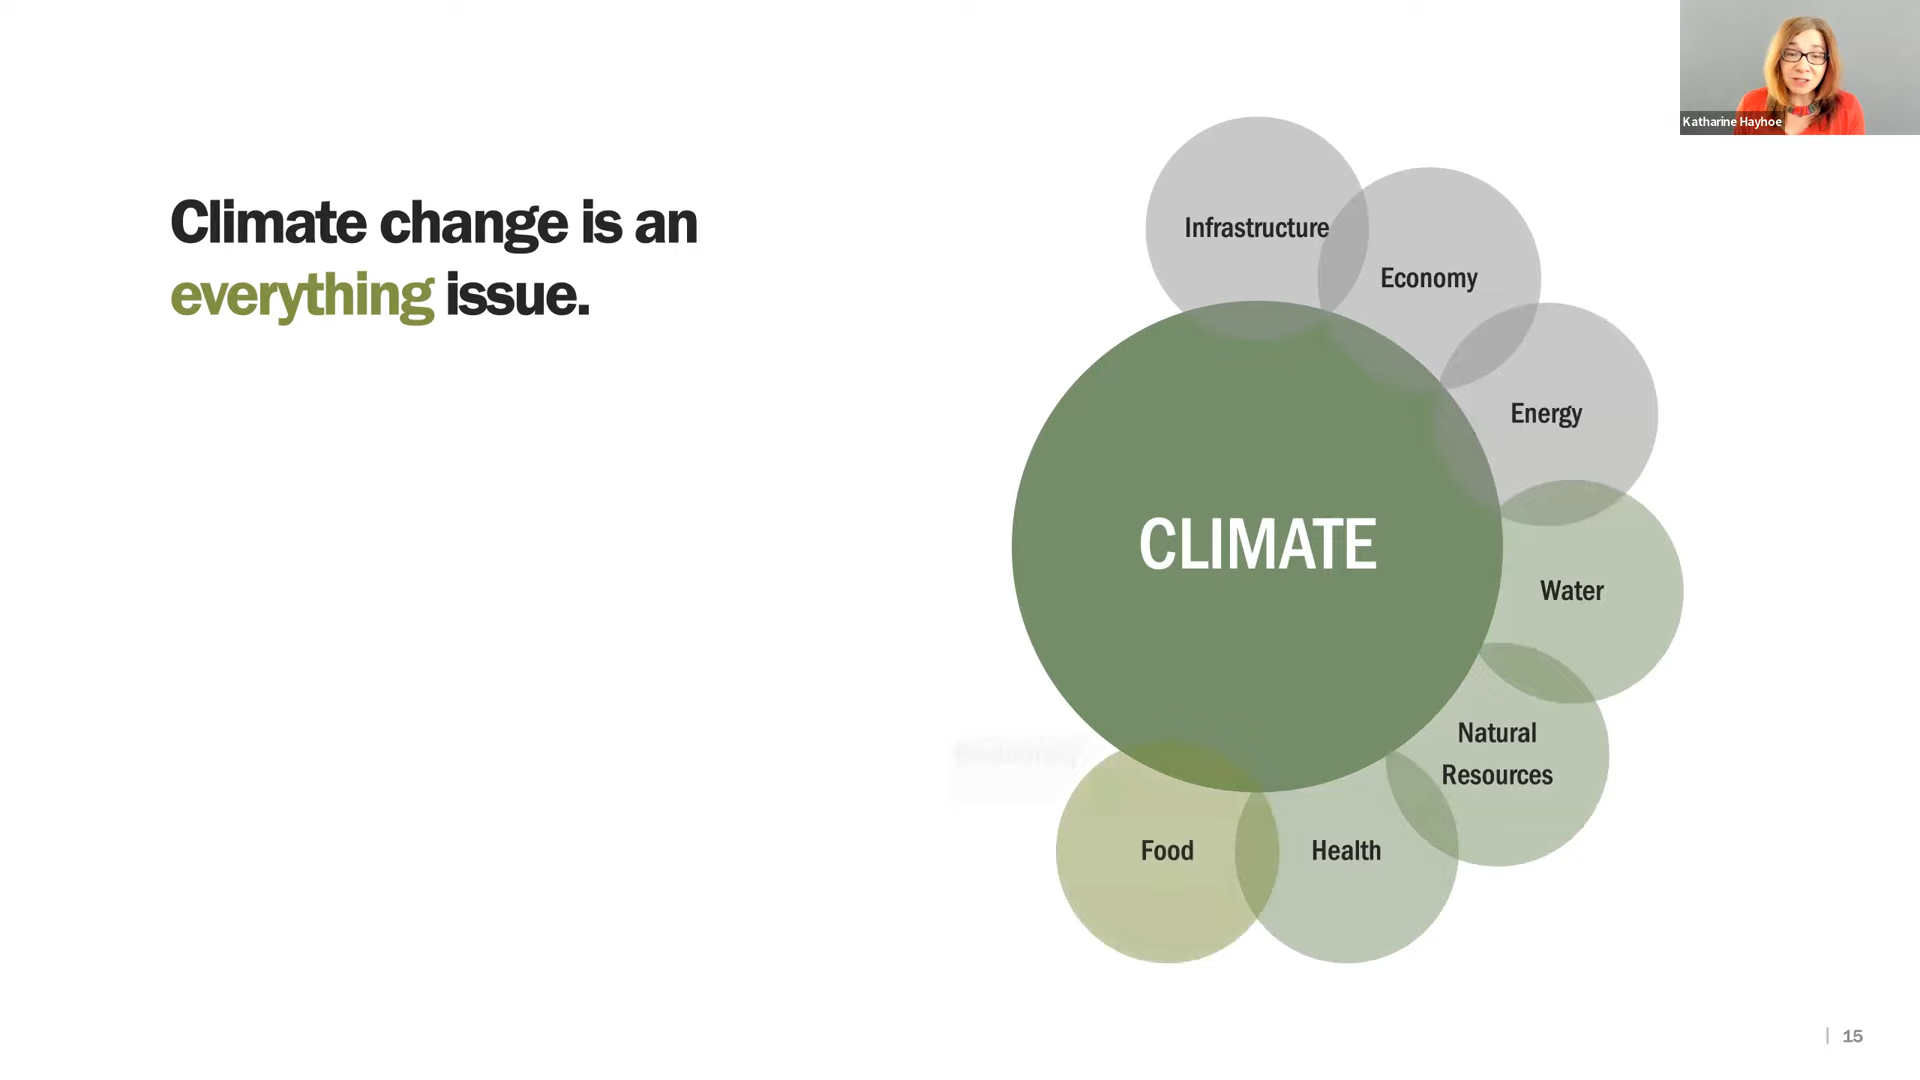 Katharine Hayhoe
Climate change is an
everything issue.
Infrastructure
Economy
Energy
CLIMATE
Water
Natural
Resources
Food
Health
15